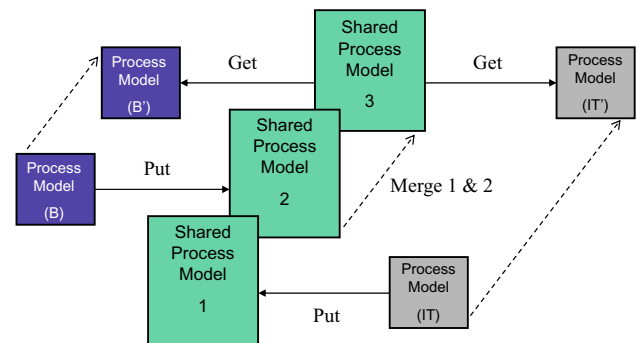 Shared
Process
Model
3
Get
Get
Process
Model
(B')
Process
Model
(IT')
Shared
Process
Model
2
Process
Model
(B)
Put
Merge 1 & 2
Shared
Process
Model
1
Process
Model
(IT)
Put